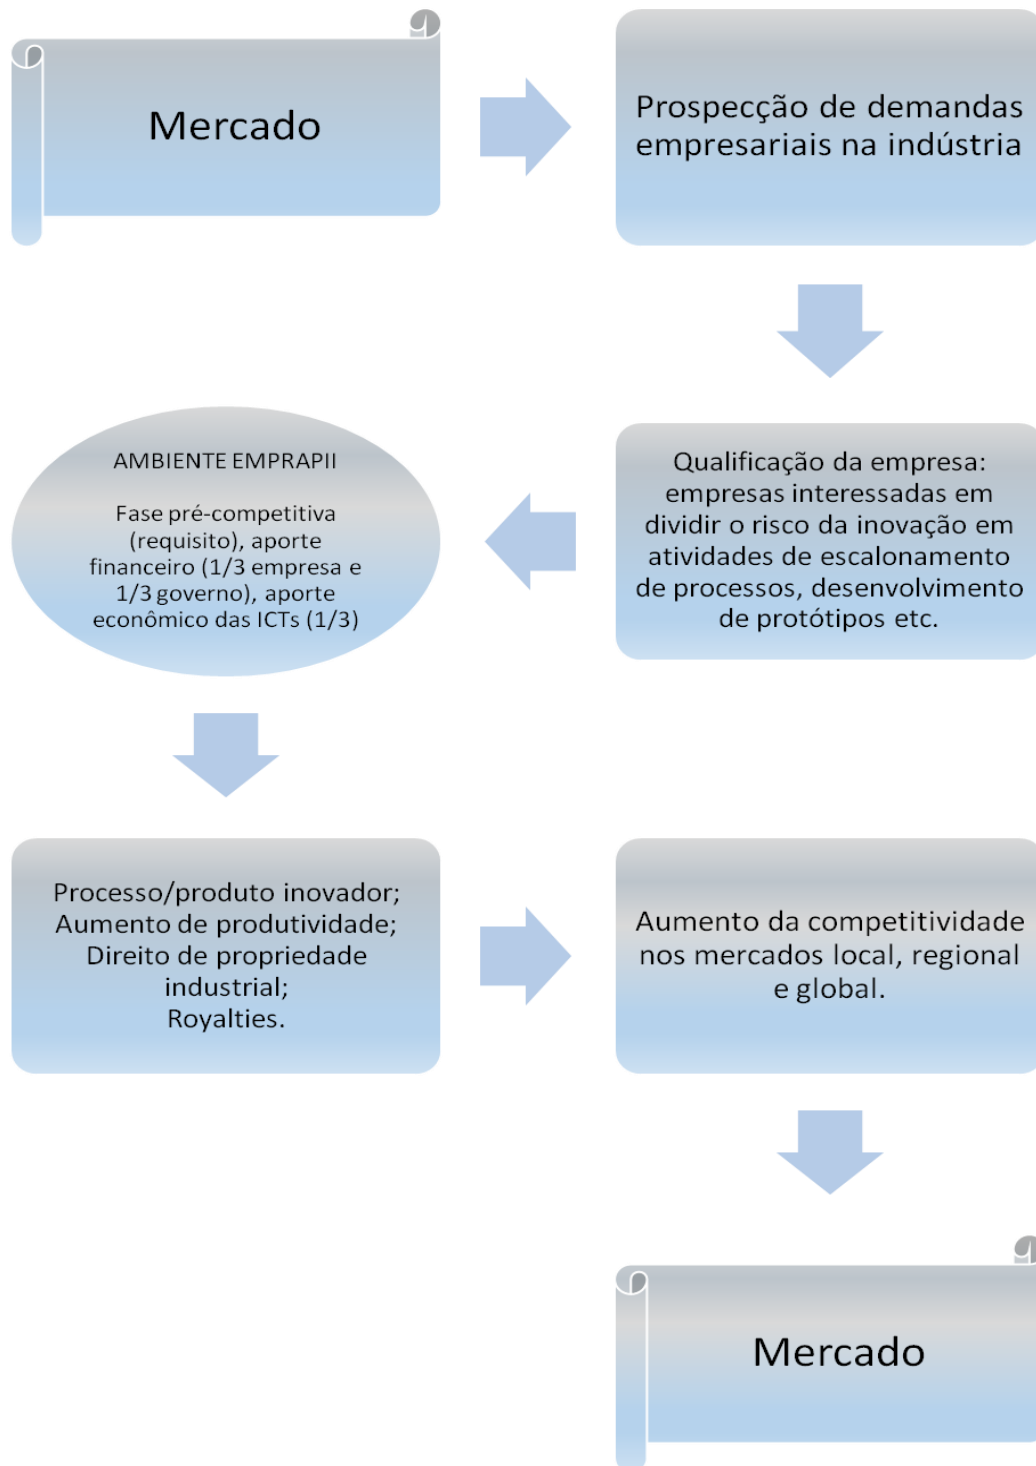 Mercado
Prospecção de demandas
empresariais na indústria
Qualificação da empresa:
empresas interessadas em
dividir o risco da inovação em
atividades de escalonamento
de processos, desenvolvimento
de protótipos etc.
AMBIENTE EMPRAPII
Fase pré-competitiva
(requisito), aporte
financeiro (1/3 empresa e
1/3 governo), aporte
econômico das ICTs (1/3)
Processo/produto inovador;
Aumento de produtividade;
Direito de propriedade
industrial;
Royalties.
Aumento da competitividade
nos mercados local, regional
e global.
Mercado